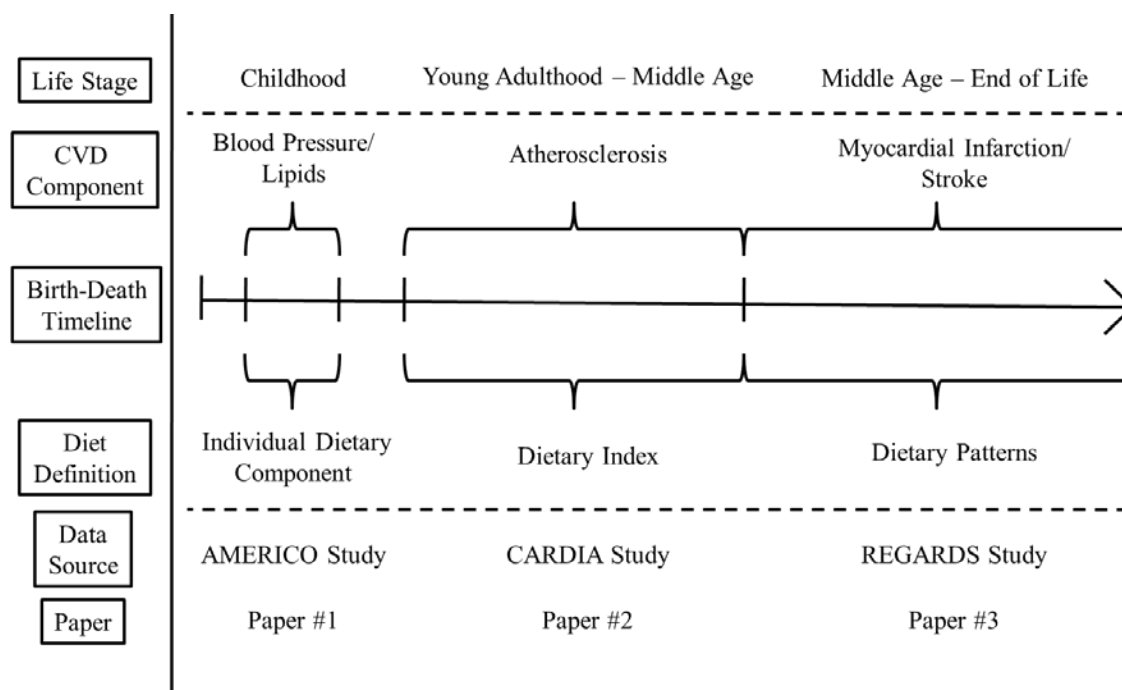 Life Stage
Childhood
Young Adulthood – Middle Age
Middle Age – End of Life
CVD
Component
Blood Pressure/
Lipids
Atherosclerosis
Myocardial Infarction/
Stroke
Birth-Death
Timeline
Diet
Definition
Individual Dietary
Component
Dietary Index
Dietary Patterns
Data
Source
AMERICO Study
CARDIA Study
REGARDS Study
Paper
Paper #1
Paper #2
Paper #3